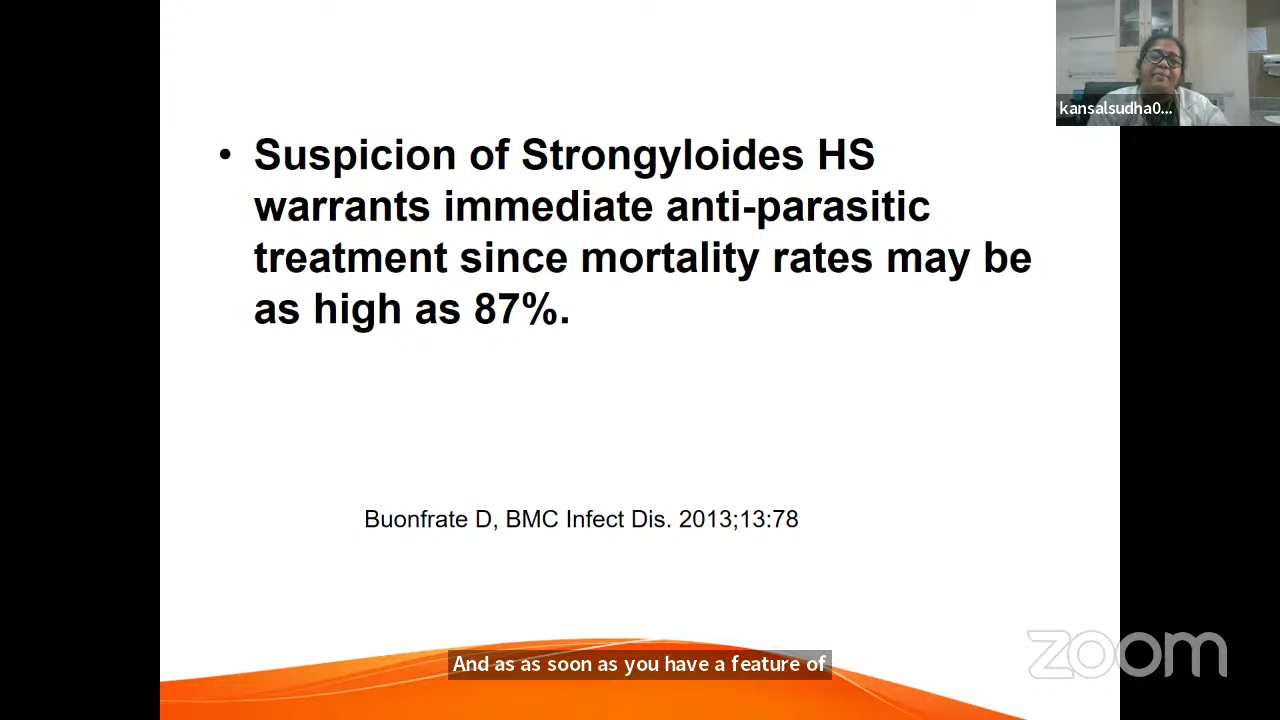 kansalsudha0...
• Suspicion of Strongyloides HS
warrants immediate anti-parasitic
treatment since mortality rates may be
as high as 87%.
Buonfrate D, BMC Infect Dis. 2013;13:78
zoom
And as as soon as you have a feature of